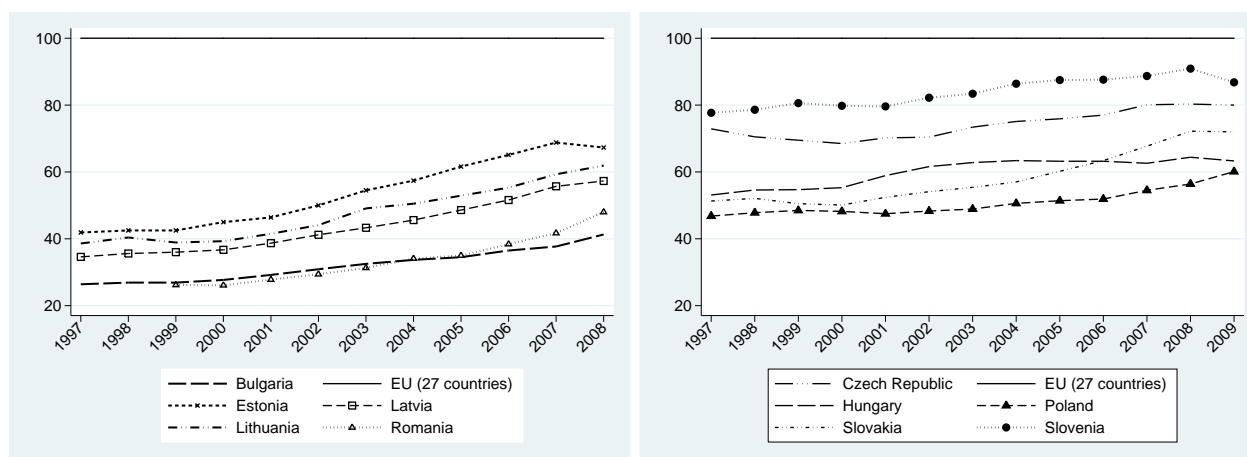 100
80
60
40
20
1997 1998 1999 2000 2001 2002 2003 2004 2005 2006 2007 2008
Bulgaria EU (27 countries)
Estonia Latvia
Lithuania Romania
100
80
60
40
20
1997 1998 1999 2000 2001 2002 2003 2004 2005 2006 2007 2008 2009
Czech Republic EU (27 countries)
Hungary Poland
Slovakia Slovenia